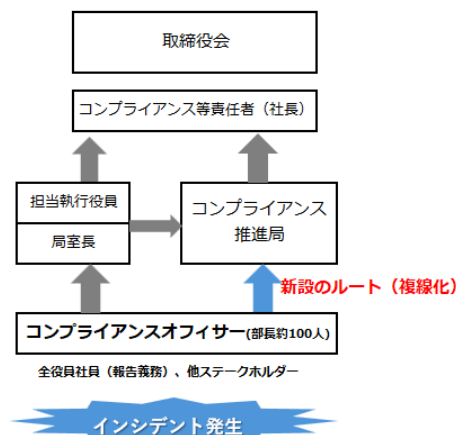 取締役会
コンプライアンス等責任者（社長）
担当執行役員
局室長
コンプライアンス
推進局
新設のルート（複線化）
コンプライアンスオフィサー(部長約100人)
全役員社員（報告義務）、他ステークホルダー
インシデント発生